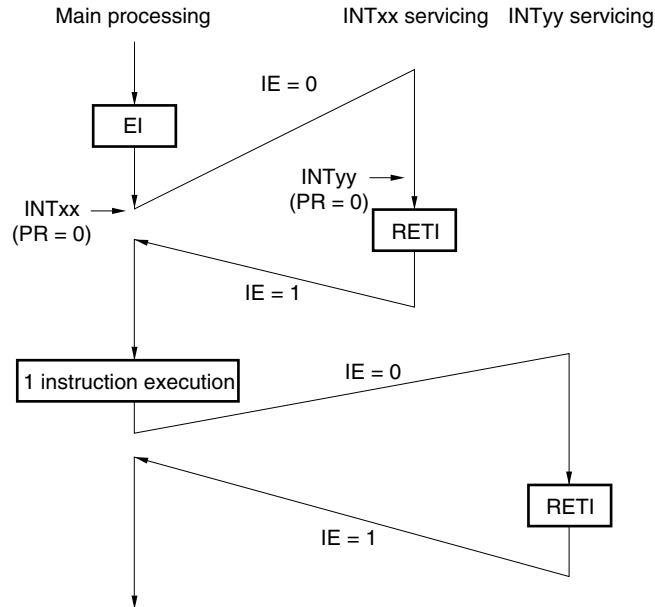 Main processing
INTxx servicing
INTyy servicing
IE = 0
EI
INTyy
(PR = 0)
INTxx
(PR = 0)
RETI
IE = 1
1 instruction execution
IE = 0
RETI
IE = 1